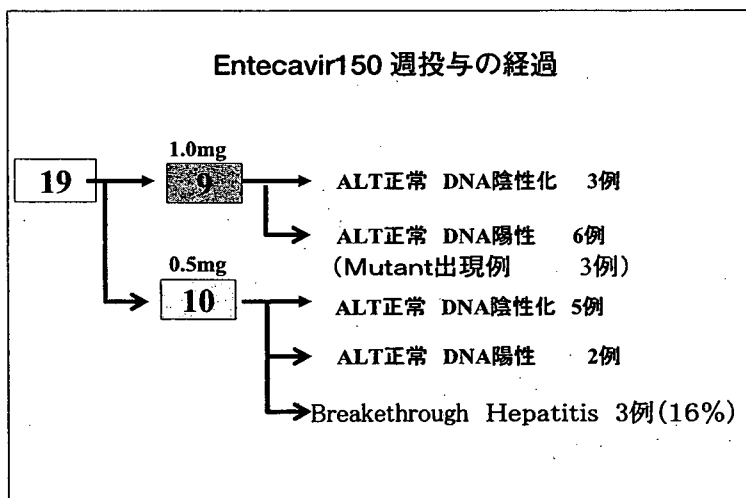 Entecavir150 週投与の経過
1.0mg
19
9
ALT正常 DNA陰性化 3例
ALT正常 DNA陽性 6例
(Mutant出現例 3例)
0.5mg
10
ALT正常 DNA陰性化 5例
ALT正常 DNA陽性 2例
Breakethrough Hepatitis 3例(16%)